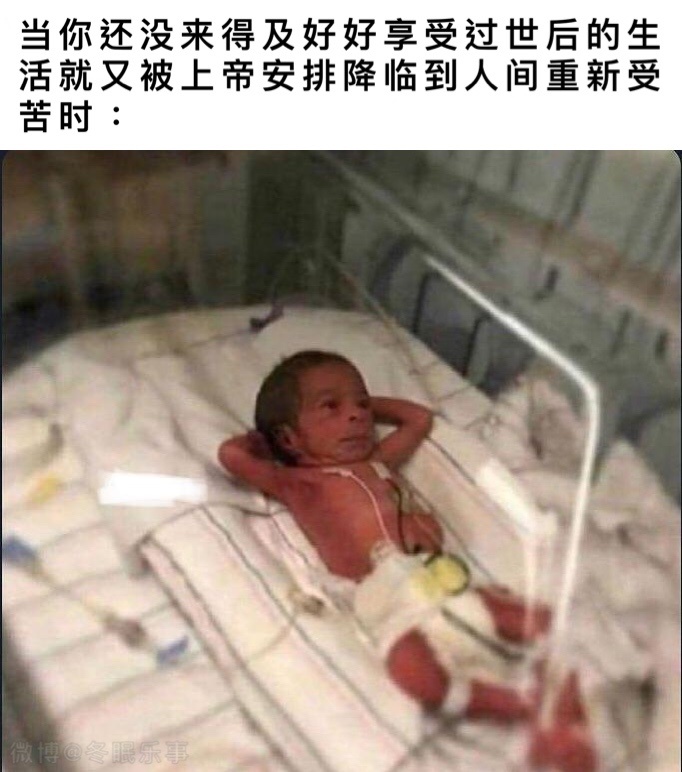 当你还没来得及好好享受过世后的生
活就又被上帝安排降临到人间重新受
苦时：
微博@冬眠乐事